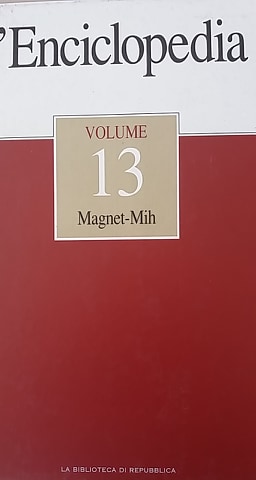 ’Enciclopedia
VOLUME
13
Magnet-Mih
LA BIBLIOTECA DI REPUBBLICA